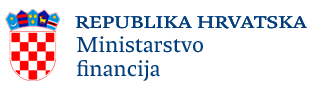 REPUBLIKA HRVATSKA
Ministarstvo
financija